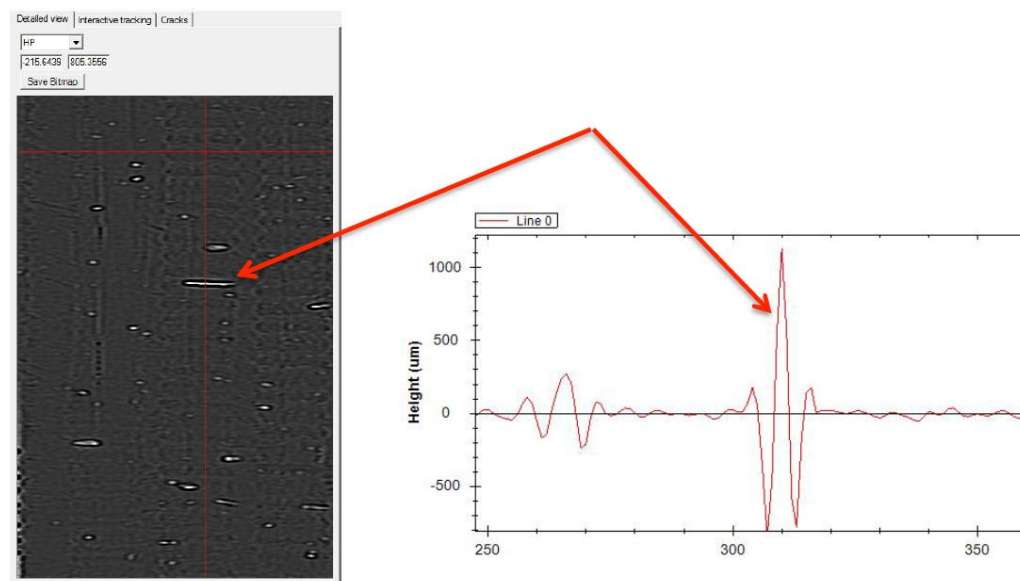 Detailed view Interactive tracking Cracks
HP
-215.6439 805.3556
Save Bitmap
Line 0
1000
500
0
-500
Height (um)
250 300 350